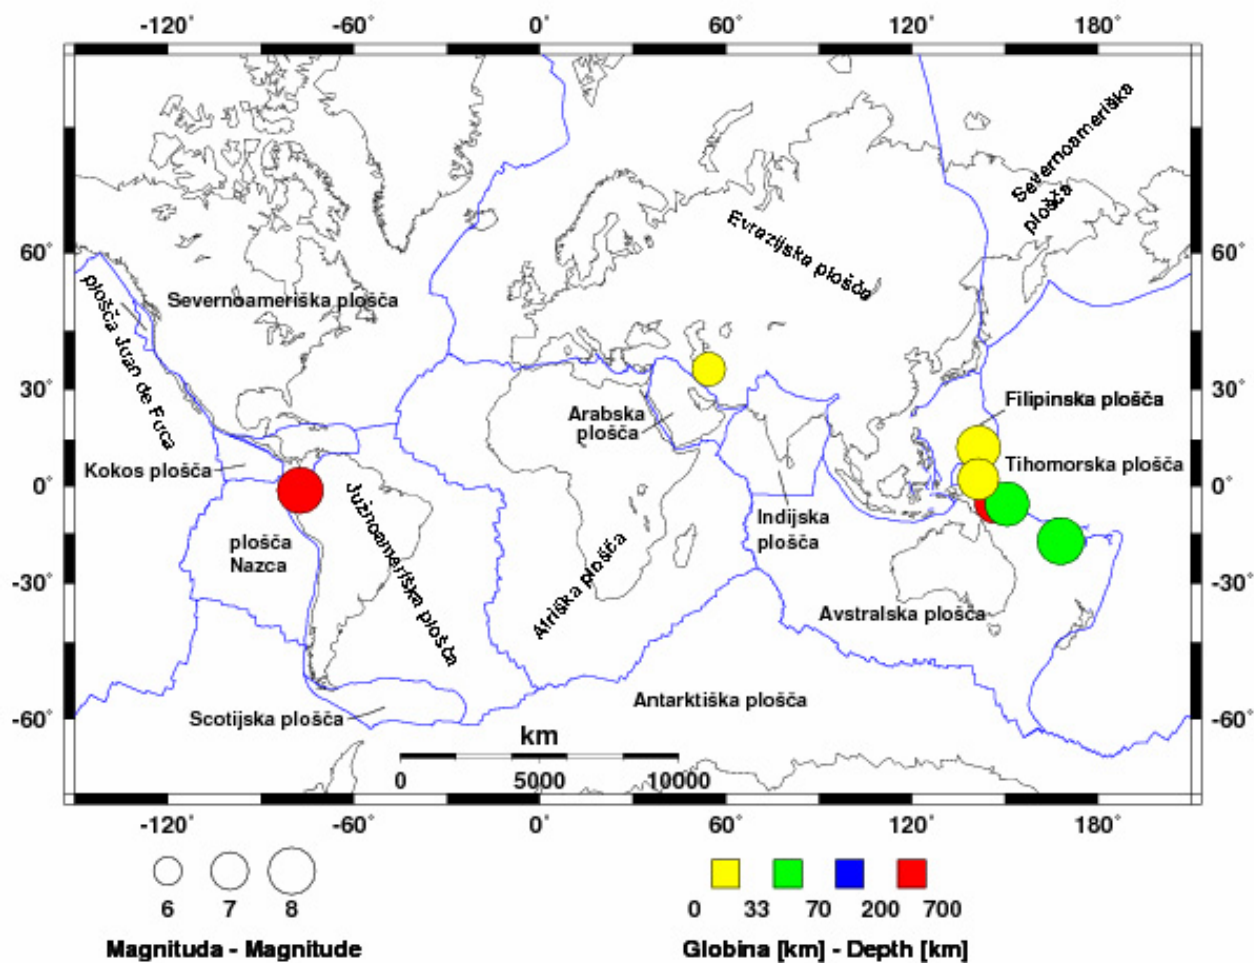 -120° -60° 0° 60° 120° 180°
Severnoameriška
plošča
Evrazijska plošča
60° 60°
plošča Juan de Fuca
Severnoameriška plošča
30° 30°
Arabska
plošča
Filipinska plošča
Kokos plošča
Tihomorska plošča
0° 0°
Južnoameriška plošča
Indijska
plošča
plošča
Nazca
Afriška plošča
-30° -30°
Avstralska plošča
Antarktiška plošča
Scotijska plošča
-60° -60°
km
0 5000 10000
-120° -60° 0° 60° 120° 180°
6 7 8
0 33 70 200 700
Magnituda - Magnitude
Globina [km] - Depth [km]